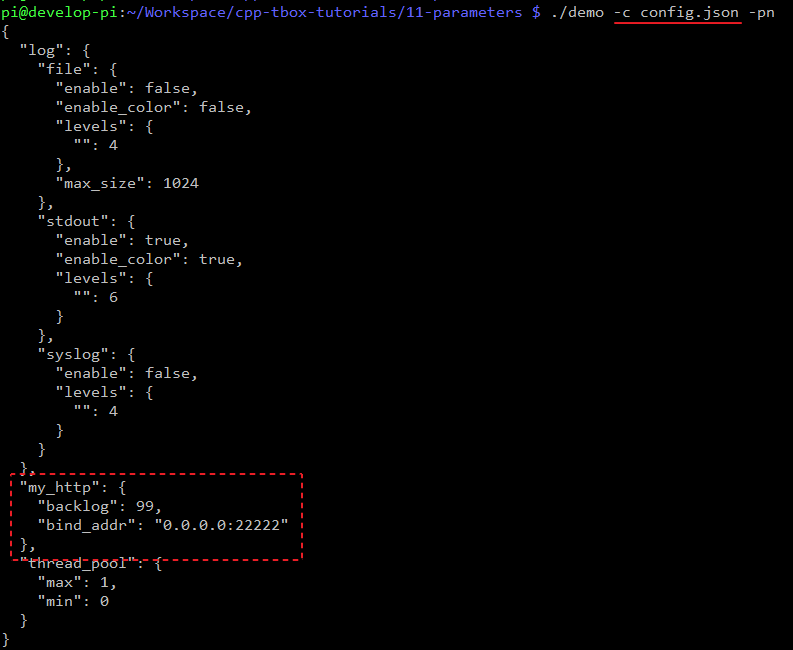 pi@develop-pi:~/Workspace/cpp-tbox-tutorials/11-parameters $ ./demo -c config.json -pn
{
  "log": {
    "file": {
      "enable": false,
      "enable_color": false,
      "levels": {
        "": 4
      },
      "max_size": 1024
    },
    "stdout": {
      "enable": true,
      "enable_color": true,
      "levels": {
        "": 6
      }
    },
    "syslog": {
      "enable": false,
      "levels": {
        "": 4
      }
    }
  },
  "my_http": {
    "backlog": 99,
    "bind_addr": "0.0.0.0:22222"
  },
  "thread_pool": {
    "max": 1,
    "min": 0
  }
}